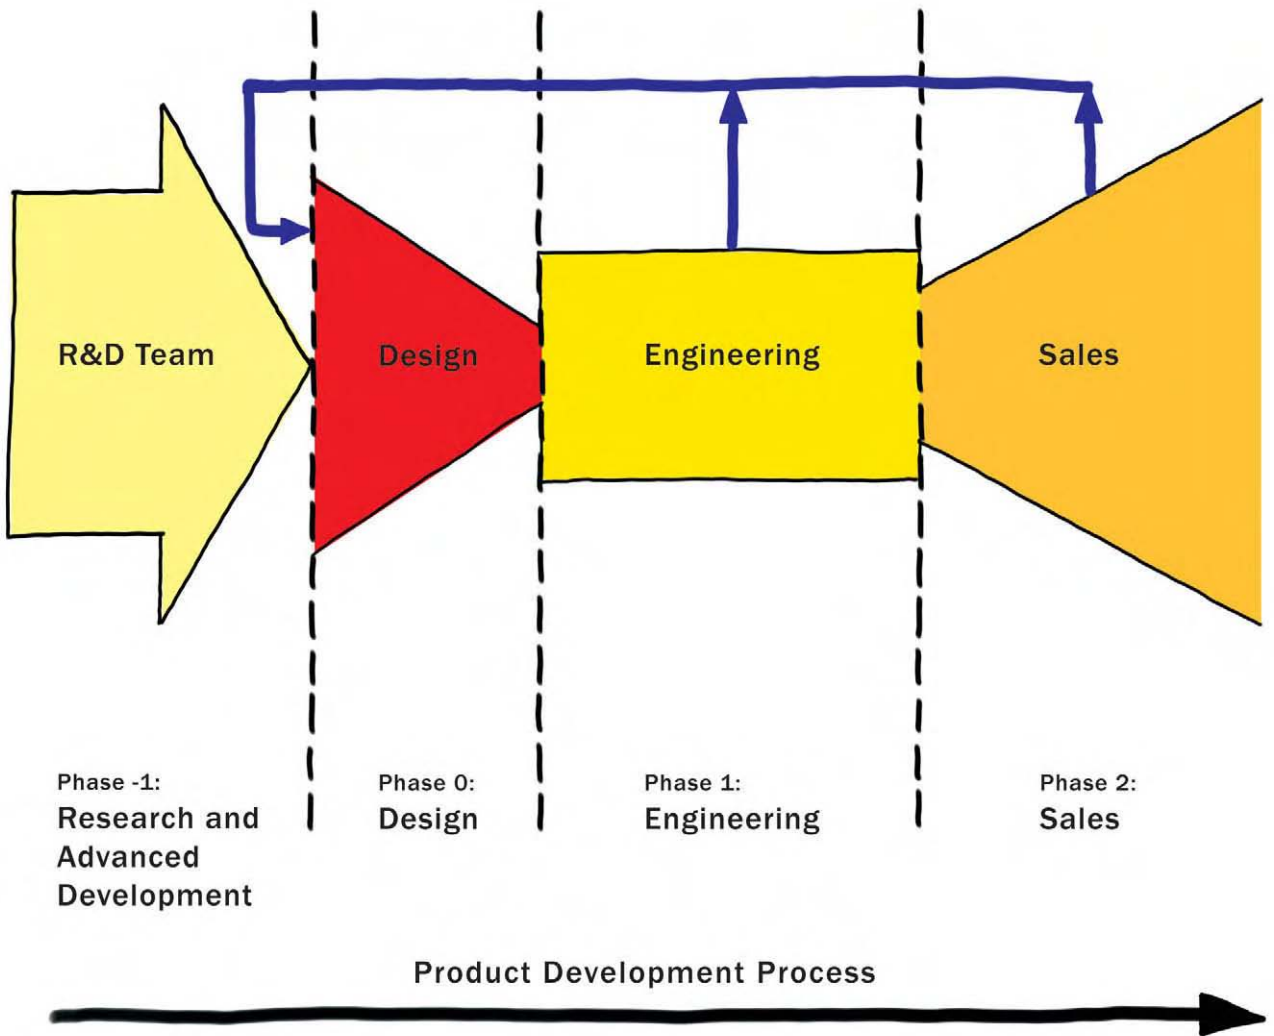 R&D Team
Design
Engineering
Sales
Phase -1:
Research and
Advanced
Development
Phase 0:
Design
Phase 1:
Engineering
Phase 2:
Sales
Product Development Process